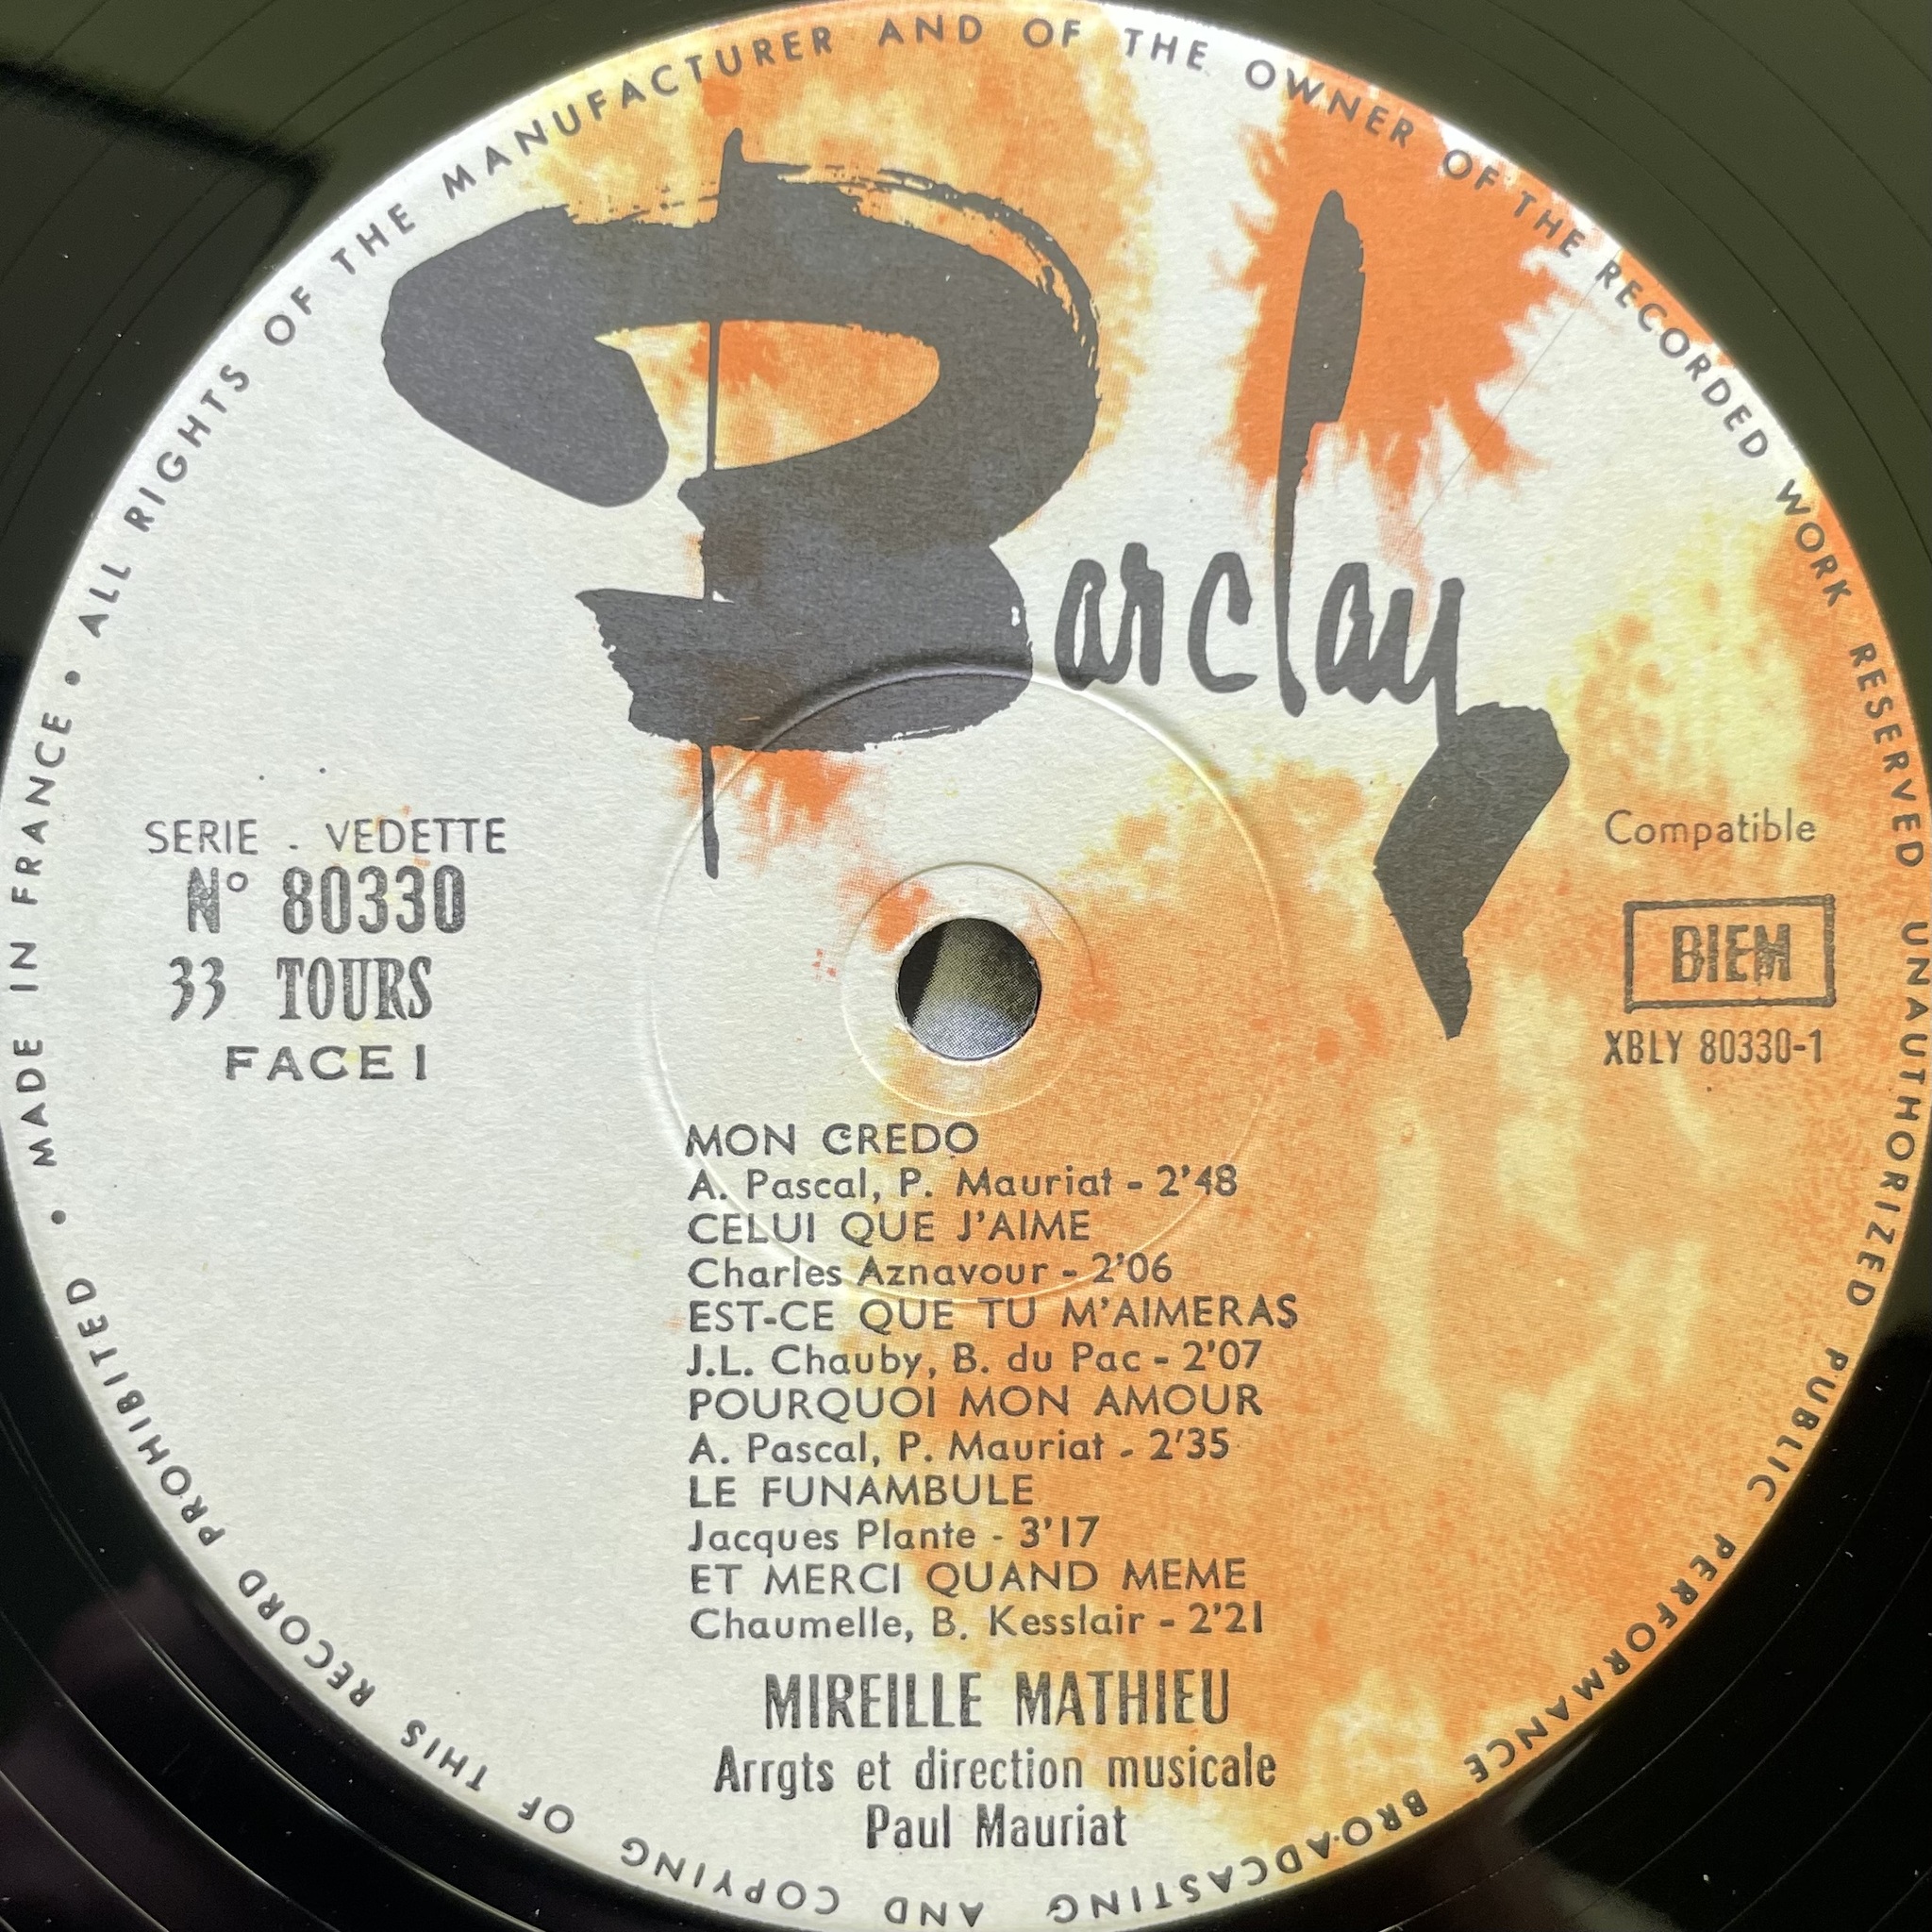 ALL RIGHTS OF THE MANUFACTURER AND OF THE OWNER OF THE RECORDED WORK RESERVED UNAUTHORIZED PUBLIC PERFORMANCE BROADCASTING AND COPYING OF THIS RECORD PROHIBITED • MADE IN FRANCE •
Barclay
SERIE - VEDETTE
N° 80330
33 TOURS
FACE 1
Compatible
BIEM
XBLY 80330-1
MON CREDO
A. Pascal, P. Mauriat - 2'48
CELUI QUE J'AIME
Charles Aznavour - 2'06
EST-CE QUE TU M'AIMERAS
J.L. Chauby, B. du Pac - 2'07
POURQUOI MON AMOUR
A. Pascal, P. Mauriat - 2'35
LE FUNAMBULE
Jacques Plante - 3'17
ET MERCI QUAND MEME
Chaumelle, B. Kesslair - 2'21
MIREILLE MATHIEU
Arrgts et direction musicale
Paul Mauriat